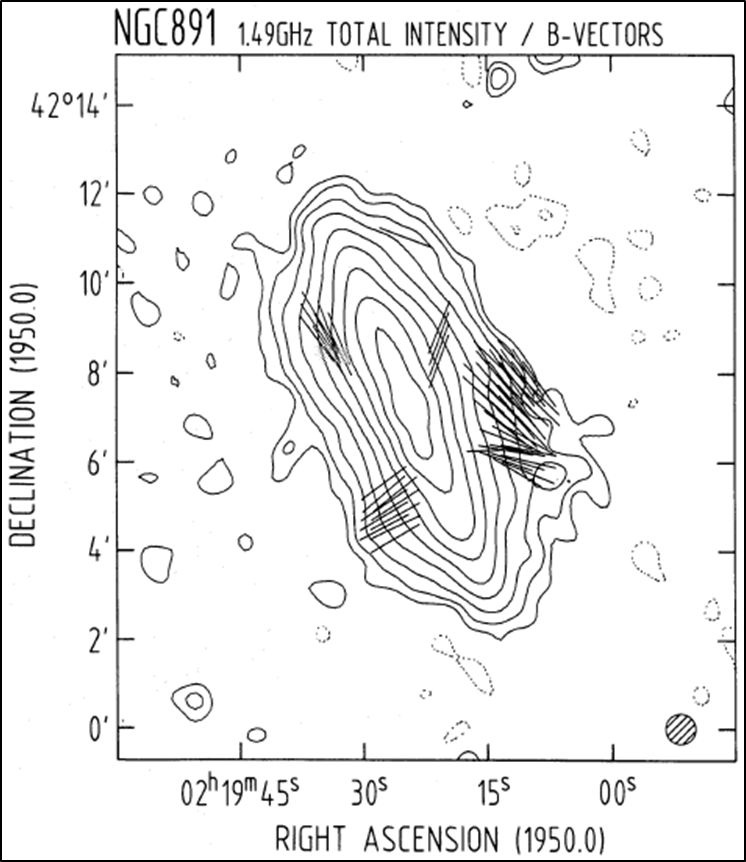 NGC891 1.49GHz TOTAL INTENSITY / B-VECTORS
42°14'
12'
10'
8'
6'
4'
2'
0'
DECLINATION (1950.0)
02ʰ19ᵐ45ˢ 30ˢ 15ˢ 00ˢ
RIGHT ASCENSION (1950.0)